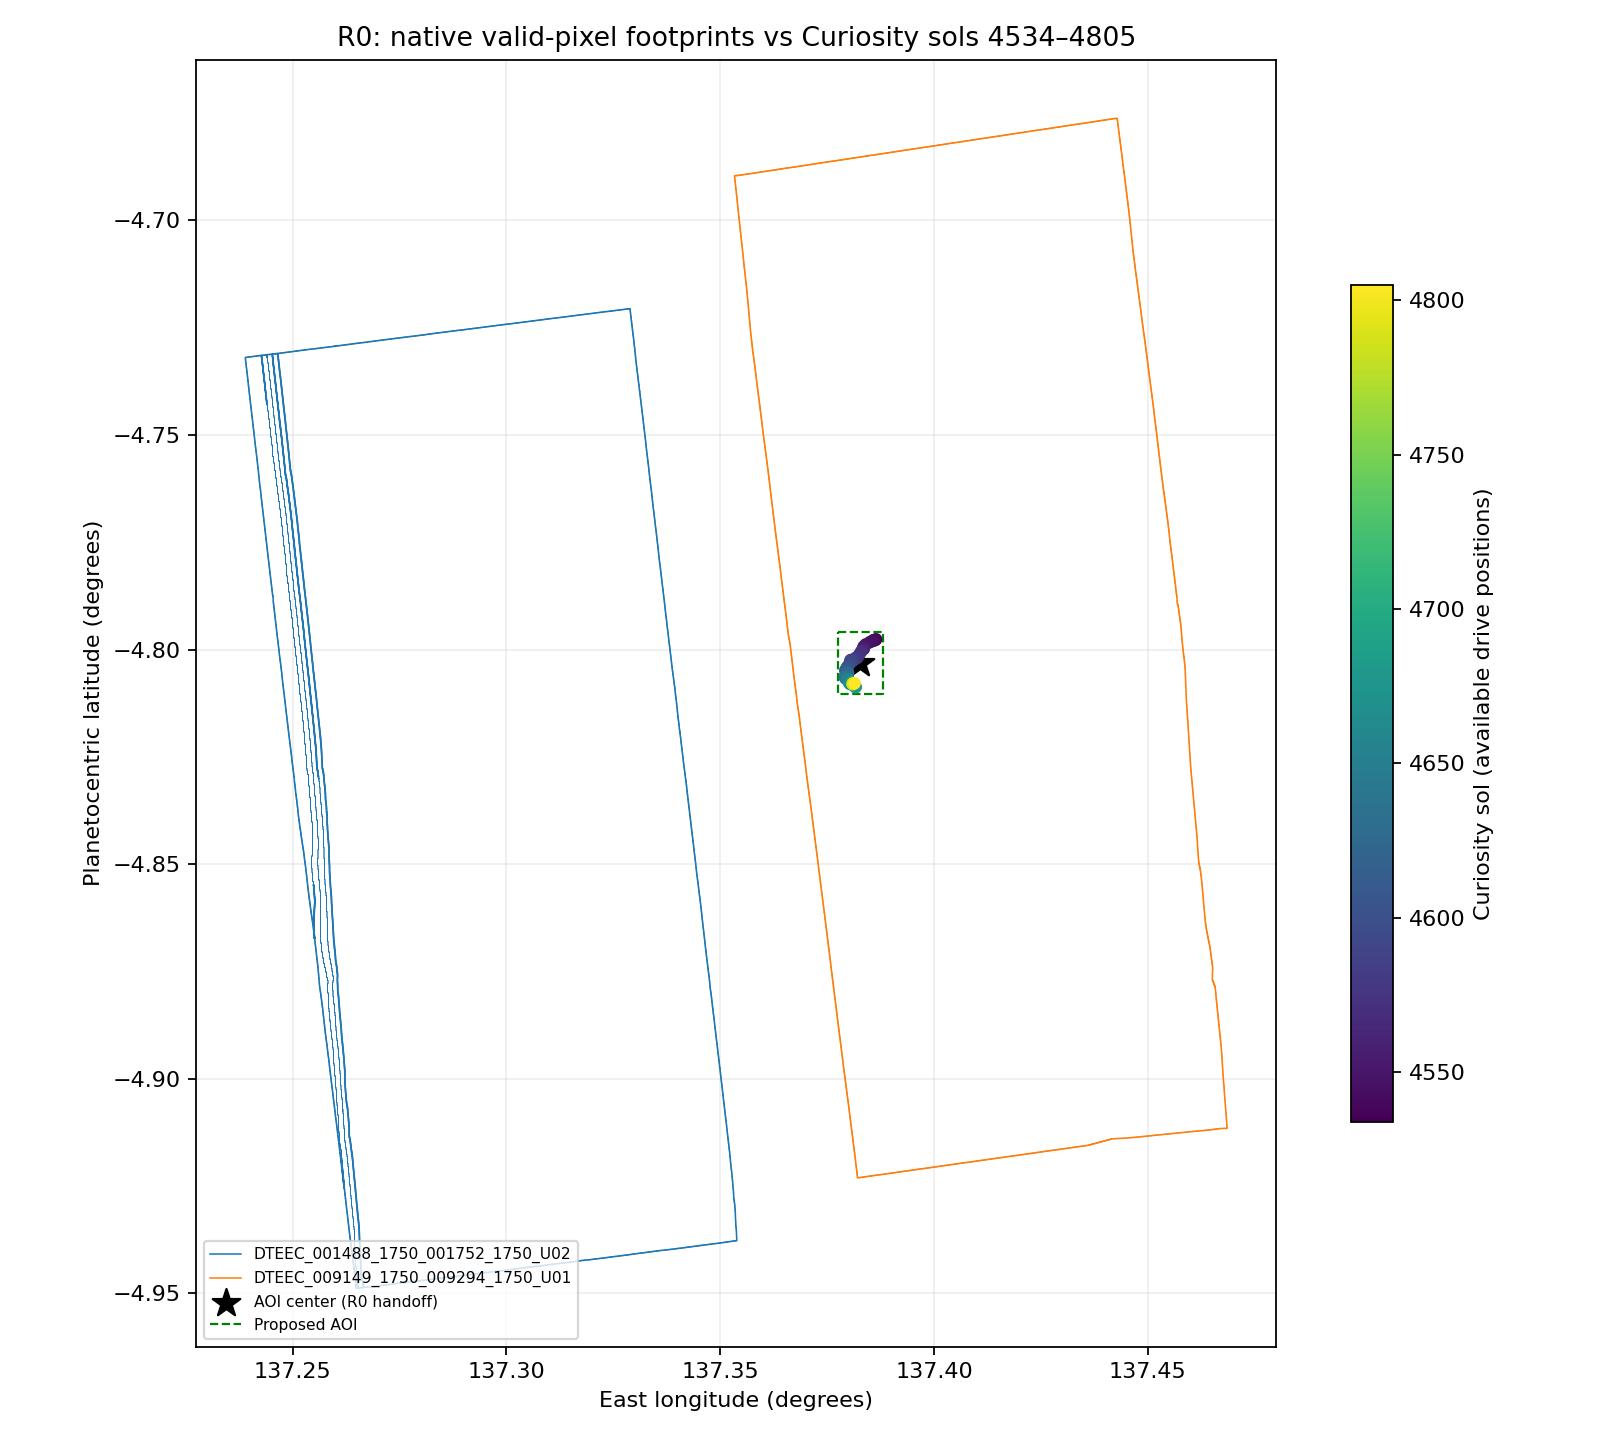 R0: native valid-pixel footprints vs Curiosity sols 4534–4805
Planetocentric latitude (degrees)
−4.70
−4.75
−4.80
−4.85
−4.90
−4.95
137.25
137.30
137.35
137.40
137.45
East longitude (degrees)
DTEEC_001488_1750_001752_1750_U02
DTEEC_009149_1750_009294_1750_U01
AOI center (R0 handoff)
Proposed AOI
4800
4750
4700
4650
4600
4550
Curiosity sol (available drive positions)